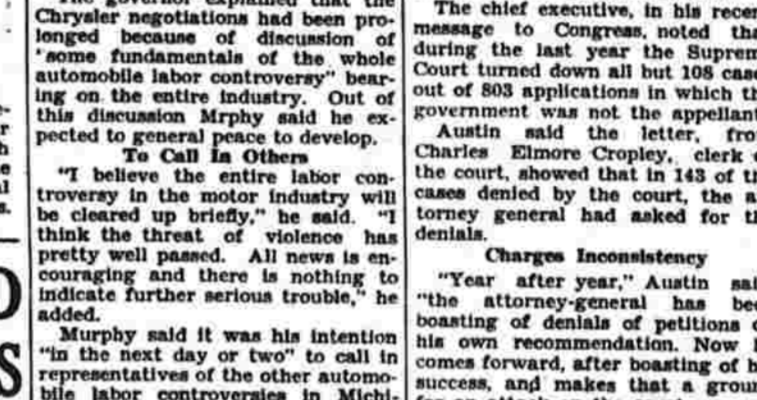 The governor explained that the
Chrysler negotiations had been pro-
longed because of discussion of
"some fundamentals of the whole
automobile labor controversy" bear-
ing on the entire industry. Out of
this discussion Mrphy said he ex-
pected to general peace to develop.
To Call In Others
"I believe the entire labor con-
troversy in the motor industry will
be cleared up briefly," he said. "I
think the threat of violence has
pretty well passed. All news is en-
couraging and there is nothing to
indicate further serious trouble," he
added.
Murphy said it was his intention
"in the next day or two" to call in
representatives of the other automo-
bile labor controversies in Michi-
The chief executive, in his recen
message to Congress, noted tha
during the last year the Suprem
Court turned down all but 108 case
out of 803 applications in which th
government was not the appellant
Austin said the letter, fro
Charles Elmore Cropley, clerk o
the court, showed that in 143 of th
cases denied by the court, the a
torney general had asked for th
denials.
Charges Inconsistency
"Year after year," Austin sai
"the attorney-general has bee
boasting of denials of petitions o
his own recommendation. Now h
comes forward, after boasting of h
success, and makes that a groun